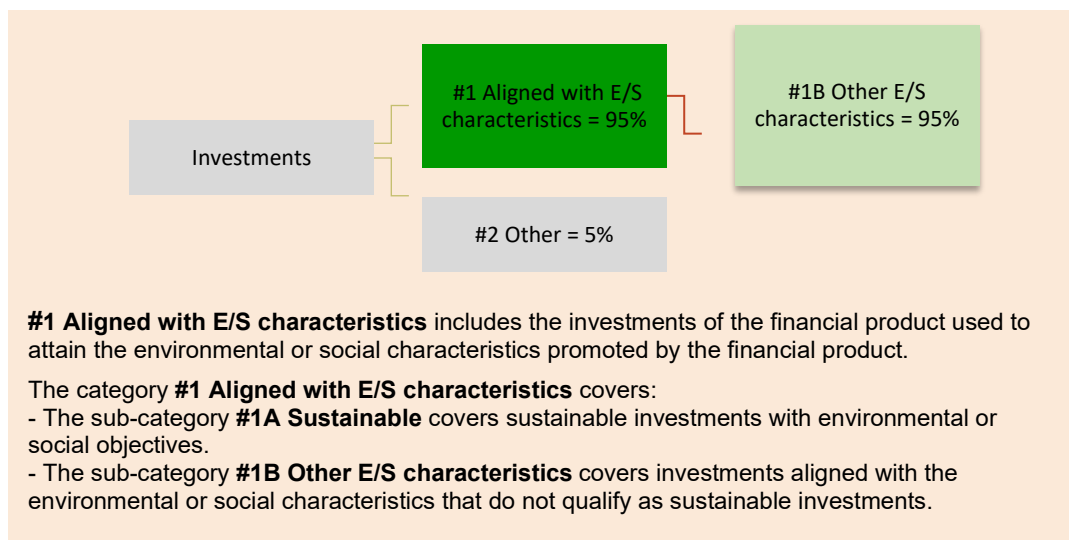 #1 Aligned with E/S
characteristics = 95%
#1B Other E/S
characteristics = 95%
Investments
#2 Other = 5%
#1 Aligned with E/S characteristics includes the investments of the financial product used to
attain the environmental or social characteristics promoted by the financial product.
The category #1 Aligned with E/S characteristics covers:
- The sub-category #1A Sustainable covers sustainable investments with environmental or
social objectives.
- The sub-category #1B Other E/S characteristics covers investments aligned with the
environmental or social characteristics that do not qualify as sustainable investments.